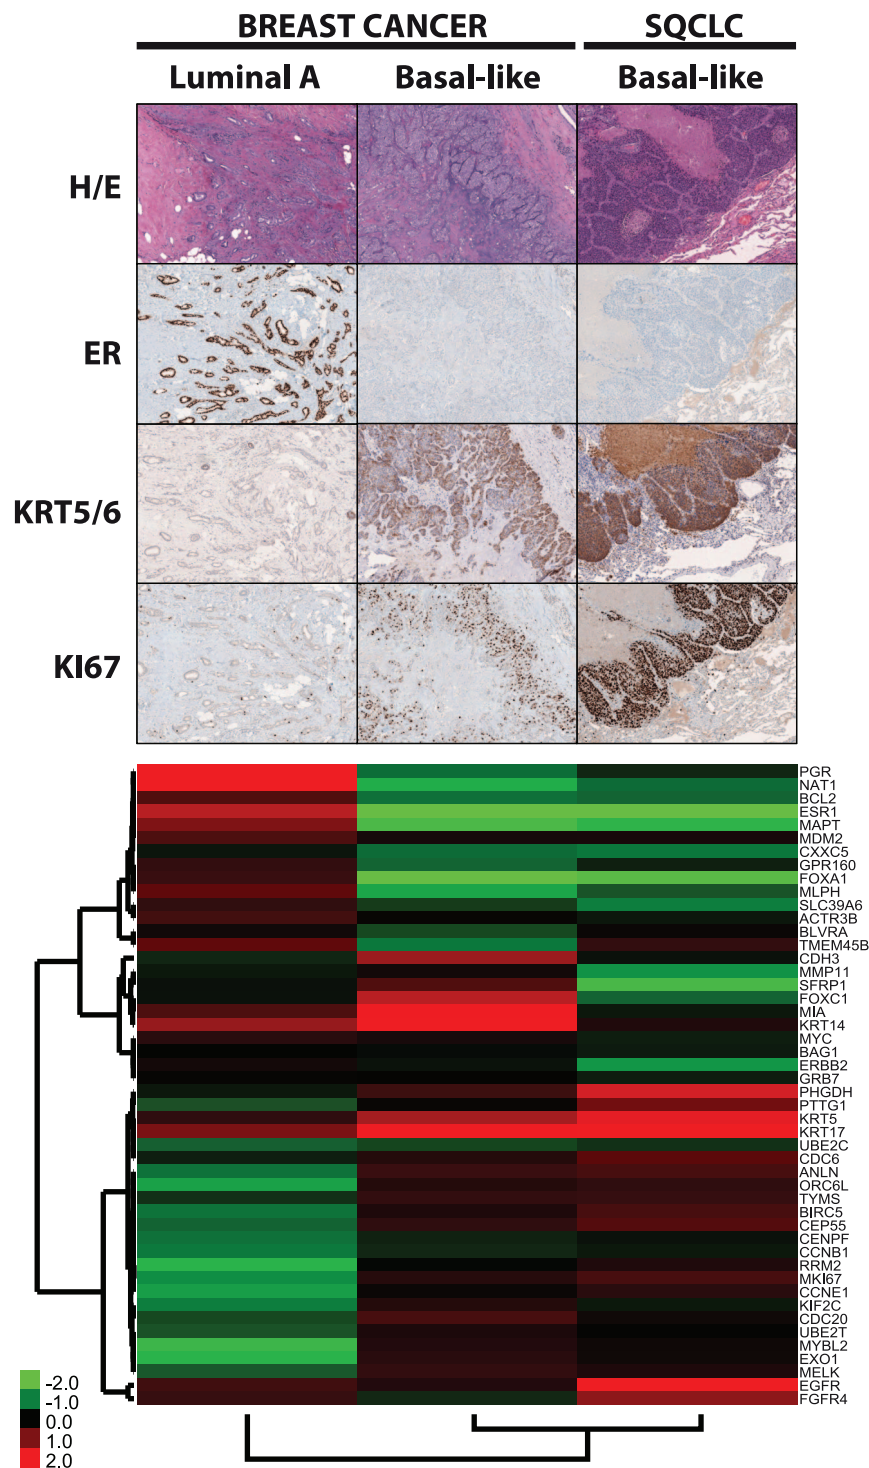 BREAST CANCER SQCLC
Luminal A Basal-like Basal-like
H/E
ER
KRT5/6
KI67
PGR
NAT1
BCL2
ESR1
MAPT
MDM2
CXXC5
GPR160
FOXA1
MLPH
SLC39A6
ACTR3B
BLVRA
TMEM45B
CDH3
MMP11
SFRP1
FOXC1
MIA
KRT14
MYC
BAG1
ERBB2
GRB7
PHGDH
PTTG1
KRT5
KRT17
UBE2C
CDC6
ANLN
ORC6L
TYMS
BIRC5
CEP55
CENPF
CCNB1
RRM2
MKI67
CCNE1
KIF2C
CDC20
UBE2T
MYBL2
EXO1
MELK
EGFR
FGFR4
-2.0
-1.0
0.0
1.0
2.0